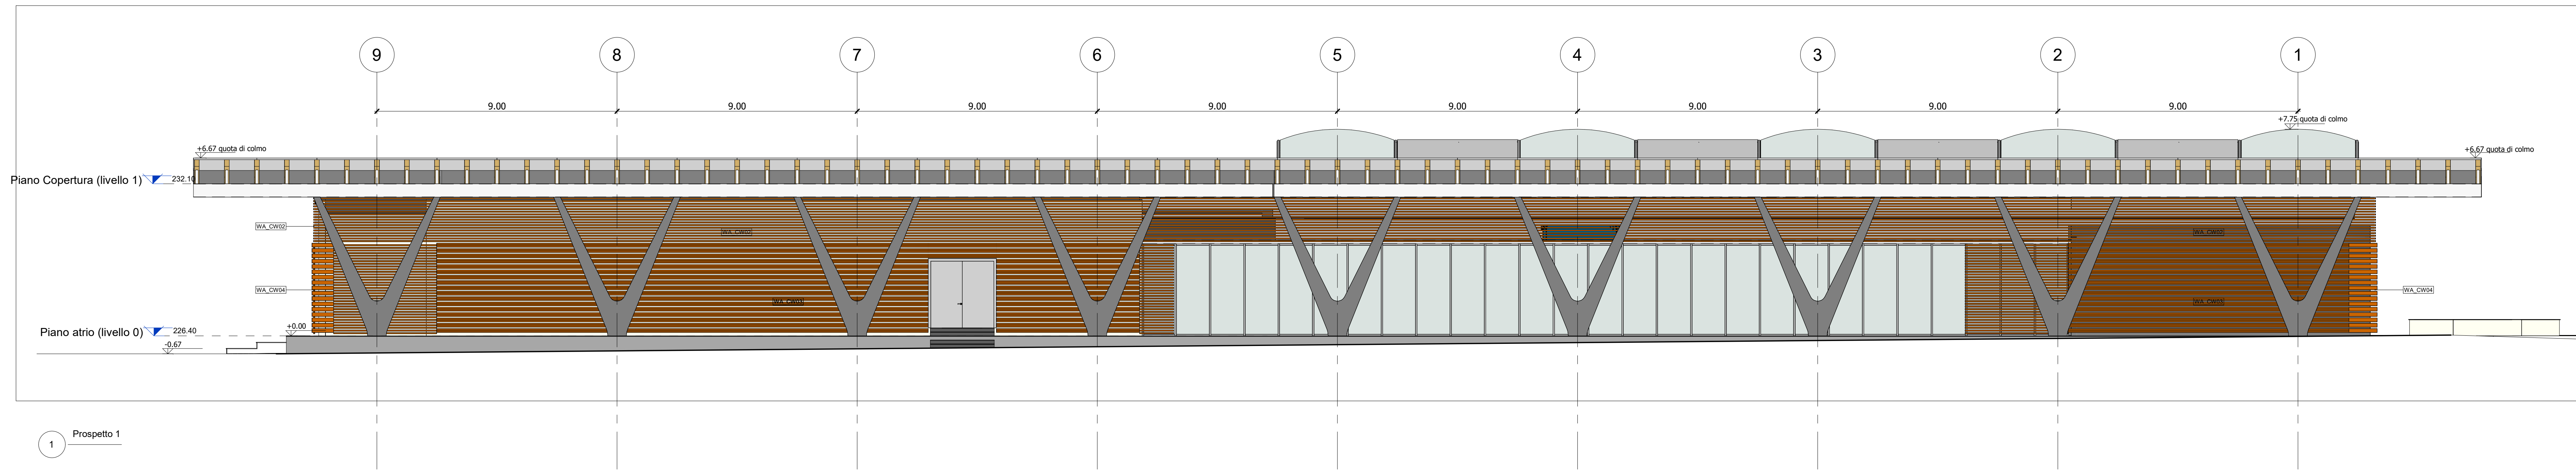 9 8 7 6 5 4 3 2 1
9.00 9.00 9.00 9.00 9.00 9.00 9.00 9.00
+7.75 quota di colmo
+6.67 quota di colmo
+6.67 quota di colmo
Piano Copertura (livello 1) 232.10
WA_CW02
WA_CW02
WA_CW02
WA_CW04
WA_CW03
WA_CW03
WA_CW04
Piano atrio (livello 0) 226.40
+0.00
-0.67
1 Prospetto 1